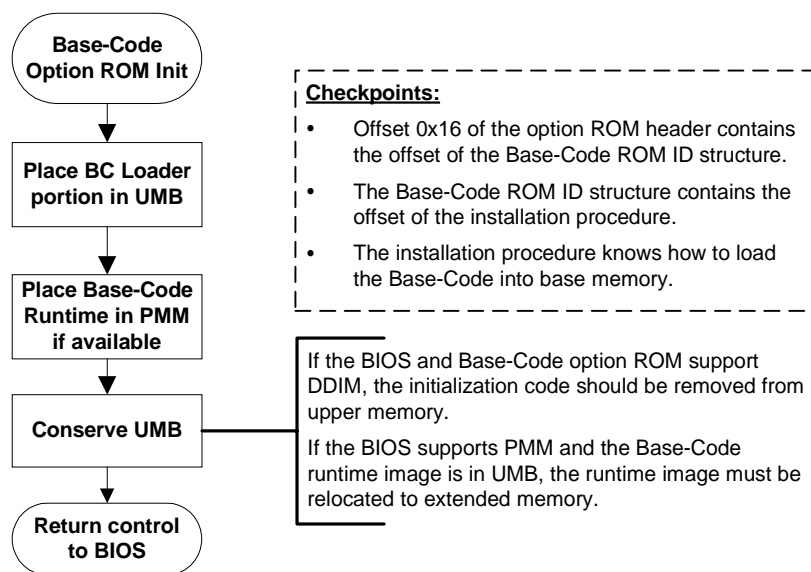 Base-Code
Option ROM Init
Place BC Loader
portion in UMB
Place Base-Code
Runtime in PMM
if available
Conserve UMB
Return control
to BIOS
Checkpoints:
• Offset 0x16 of the option ROM header contains
the offset of the Base-Code ROM ID structure.
• The Base-Code ROM ID structure contains the
offset of the installation procedure.
• The installation procedure knows how to load
the Base-Code into base memory.
If the BIOS and Base-Code option ROM support
DDIM, the initialization code should be removed from
upper memory.
If the BIOS supports PMM and the Base-Code
runtime image is in UMB, the runtime image must be
relocated to extended memory.